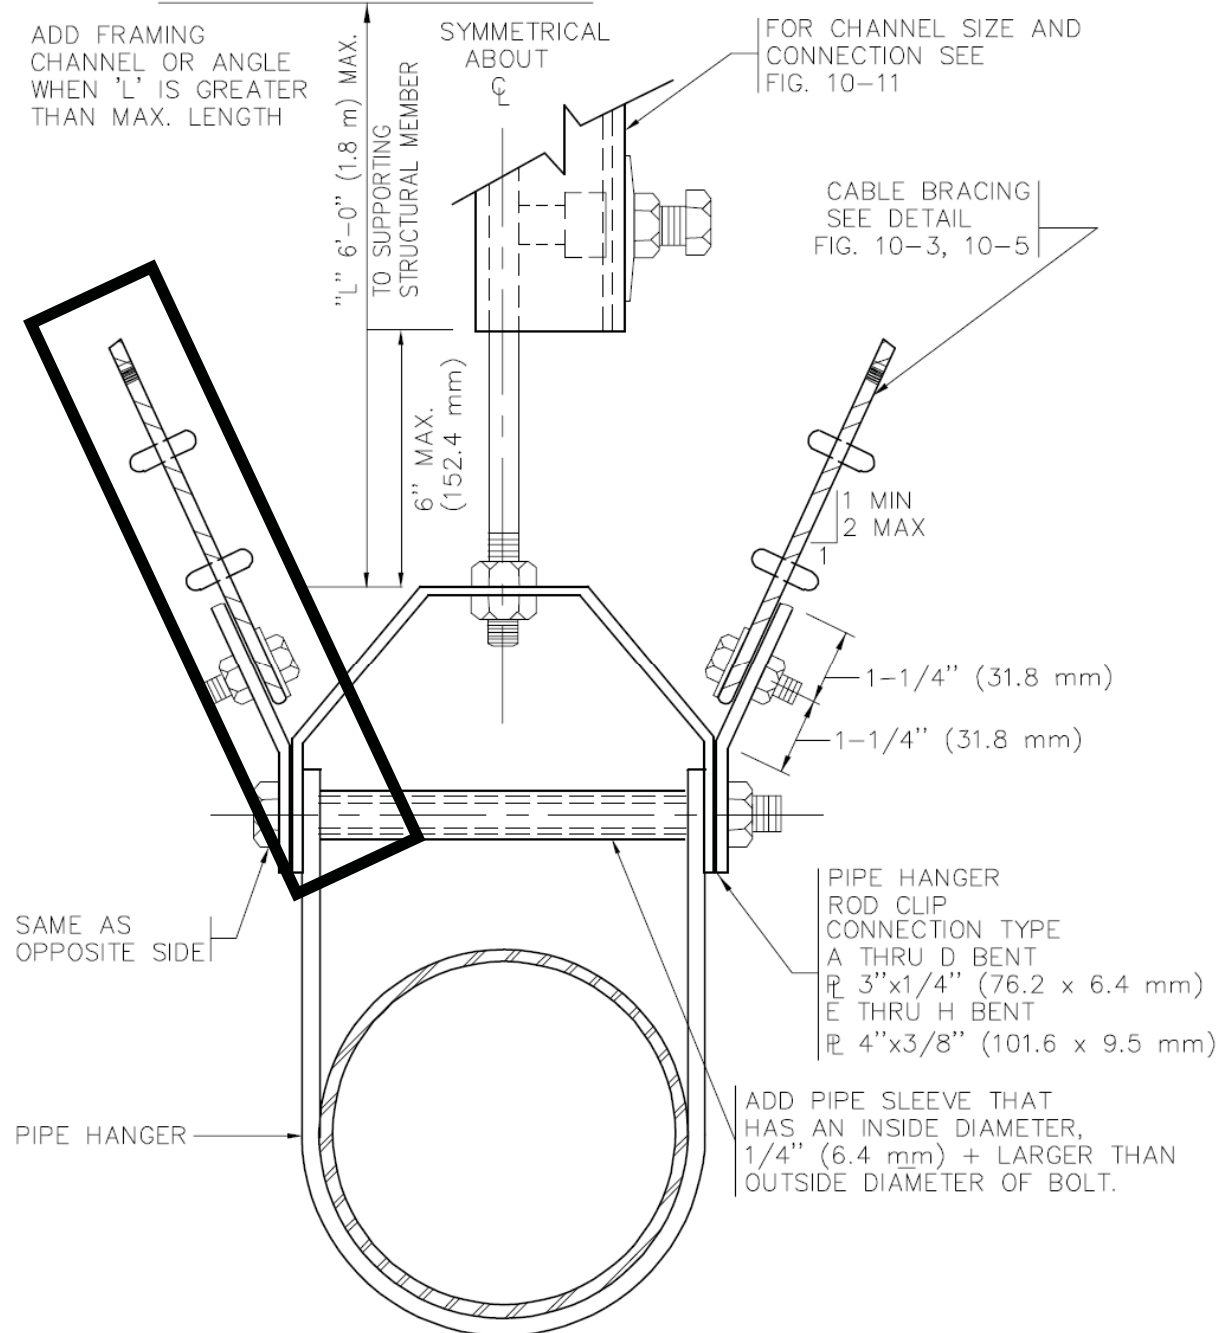 ADD FRAMING
CHANNEL OR ANGLE
WHEN 'L' IS GREATER
THAN MAX. LENGTH
"L" 6'-0" (1.8 m) MAX.
TO SUPPORTING
STRUCTURAL MEMBER
SYMMETRICAL
ABOUT
℄
FOR CHANNEL SIZE AND
CONNECTION SEE
FIG. 10-11
CABLE BRACING
SEE DETAIL
FIG. 10-3, 10-5
6" MAX.
(152.4 mm)
1 MIN
2 MAX
1
1-1/4" (31.8 mm)
1-1/4" (31.8 mm)
SAME AS
OPPOSITE SIDE
PIPE HANGER
ROD CLIP
CONNECTION TYPE
A THRU D BENT
PL 3"x1/4" (76.2 x 6.4 mm)
E THRU H BENT
PL 4"x3/8" (101.6 x 9.5 mm)
PIPE HANGER
ADD PIPE SLEEVE THAT
HAS AN INSIDE DIAMETER,
1/4" (6.4 mm) + LARGER THAN
OUTSIDE DIAMETER OF BOLT.